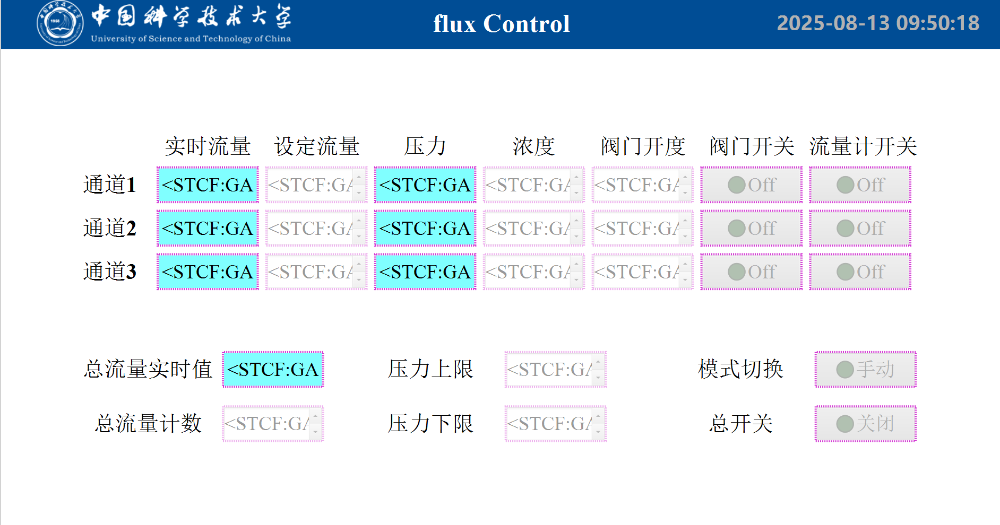 中国科学技术大学
University of Science and Technology of China
flux Control
2025-08-13 09:50:18
实时流量 设定流量 压力 浓度 阀门开度 阀门开关 流量计开关
通道1 <STCF:GA <STCF:GA <STCF:GA <STCF:GA <STCF:GA Off Off
通道2 <STCF:GA <STCF:GA <STCF:GA <STCF:GA <STCF:GA Off Off
通道3 <STCF:GA <STCF:GA <STCF:GA <STCF:GA <STCF:GA Off Off
总流量实时值 <STCF:GA 压力上限 <STCF:GA 模式切换 手动
总流量计数 <STCF:GA 压力下限 <STCF:GA 总开关 关闭